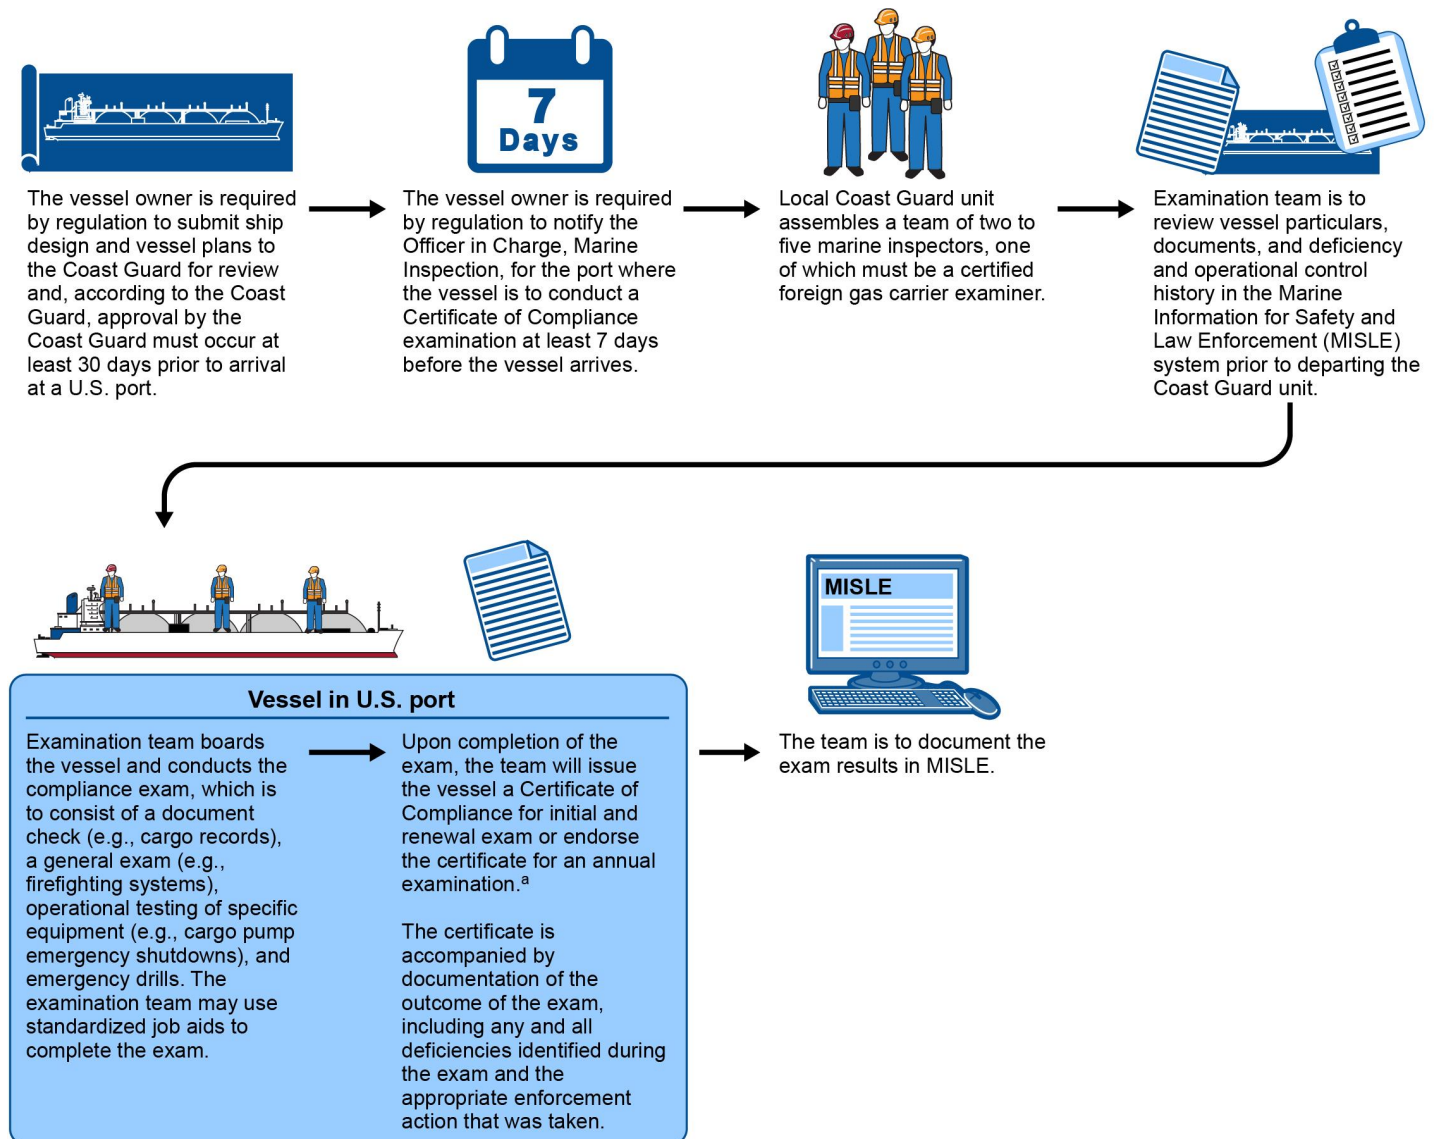 7
Days
The vessel owner is required
by regulation to submit ship
design and vessel plans to
the Coast Guard for review
and, according to the Coast
Guard, approval by the
Coast Guard must occur at
least 30 days prior to arrival
at a U.S. port.
The vessel owner is required
by regulation to notify the
Officer in Charge, Marine
Inspection, for the port where
the vessel is to conduct a
Certificate of Compliance
examination at least 7 days
before the vessel arrives.
Local Coast Guard unit
assembles a team of two to
five marine inspectors, one
of which must be a certified
foreign gas carrier examiner.
Examination team is to
review vessel particulars,
documents, and deficiency
and operational control
history in the Marine
Information for Safety and
Law Enforcement (MISLE)
system prior to departing the
Coast Guard unit.
Vessel in U.S. port
Examination team boards
the vessel and conducts the
compliance exam, which is
to consist of a document
check (e.g., cargo records),
a general exam (e.g.,
firefighting systems),
operational testing of specific
equipment (e.g., cargo pump
emergency shutdowns), and
emergency drills. The
examination team may use
standardized job aids to
complete the exam.
Upon completion of the
exam, the team will issue
the vessel a Certificate of
Compliance for initial and
renewal exam or endorse
the certificate for an annual
examination.ª
The certificate is
accompanied by
documentation of the
outcome of the exam,
including any and all
deficiencies identified during
the exam and the
appropriate enforcement
action that was taken.
MISLE
The team is to document the
exam results in MISLE.